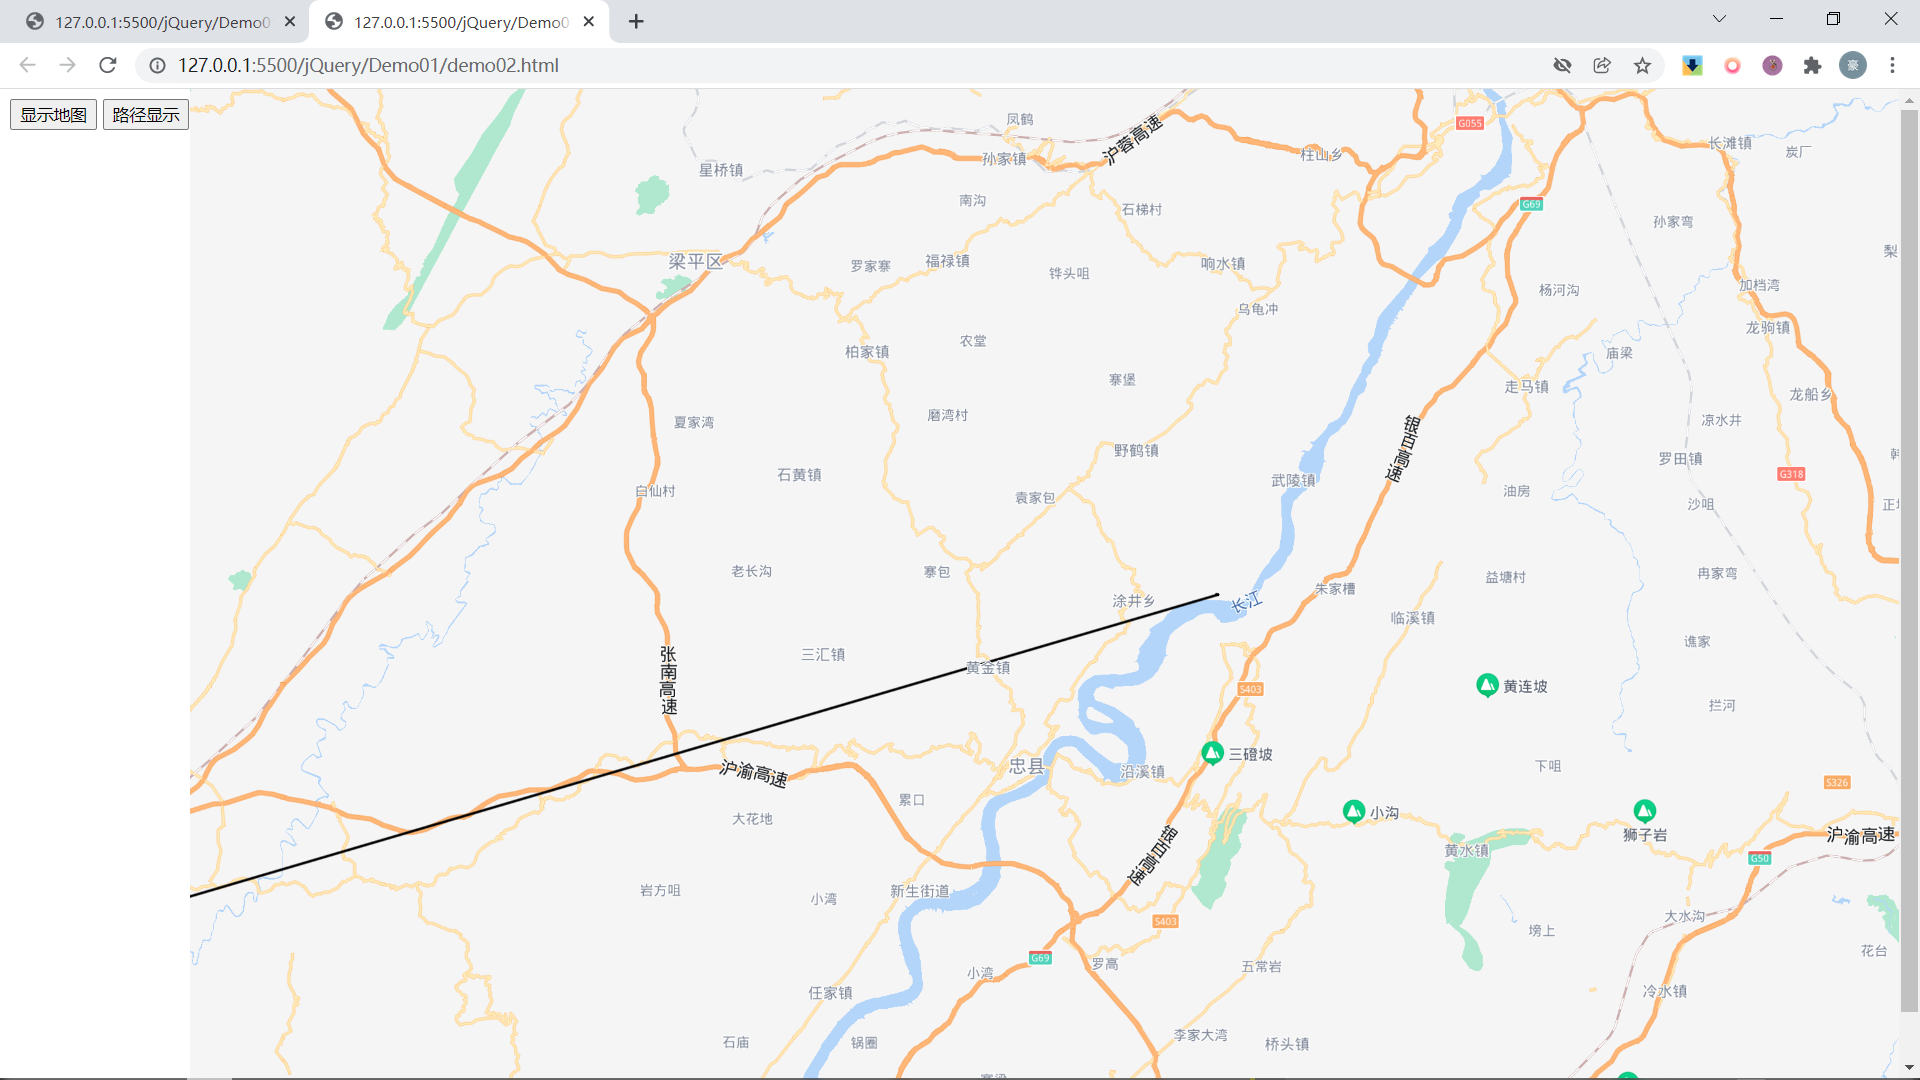 127.0.0.1:5500/jQuery/Demo0
127.0.0.1:5500/jQuery/Demo0
127.0.0.1:5500/jQuery/Demo01/demo02.html
豪
显示地图
路径显示
凤鹤
G055
沪蓉高速
长滩镇
炭厂
孙家镇
柱山乡
星桥镇
南沟
石梯村
G69
孙家弯
梁平区
罗家寨
福禄镇
铧头咀
响水镇
梨
加档湾
杨河沟
乌龟冲
龙驹镇
农堂
柏家镇
庙梁
寨堡
走马镇
龙船乡
磨湾村
夏家湾
凉水井
银百高速
野鹤镇
罗田镇
石黄镇
G318
武陵镇
白仙村
袁家包
油房
沙咀
老长沟
寨包
益塘村
冉家弯
朱家槽
涂井乡
长江
临溪镇
谯家
三汇镇
黄金镇
张南高速
S403
黄连坡
拦河
三磴坡
忠县
沿溪镇
下咀
沪渝高速
S326
累口
大花地
小沟
狮子岩
沪渝高速
银百高速
黄水镇
G50
岩方咀
新生街道
小湾
S403
大水沟
塝上
花台
G69
罗高
五常岩
小湾
任家镇
冷水镇
李家大湾
石庙
锅圈
桥头镇